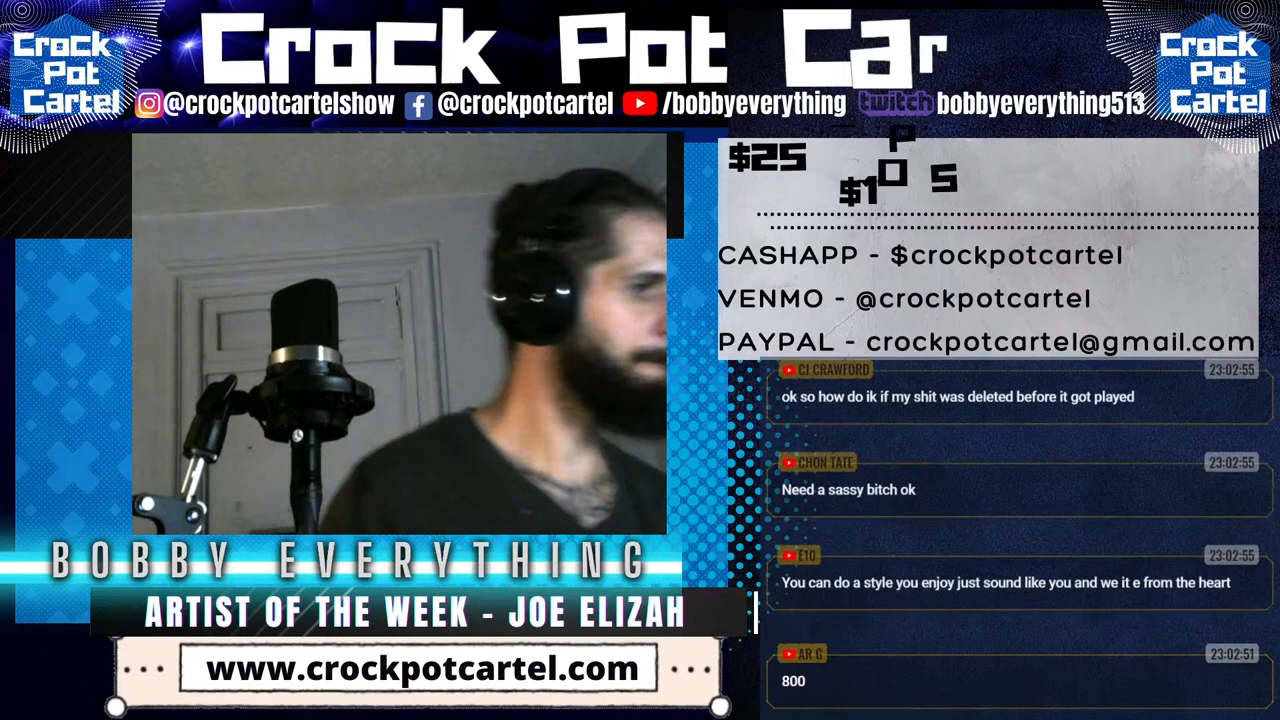 Crock Pot Car
Crock
Pot
Cartel
@crockpotcartelshow @crockpotcartel /bobbyeverything twitch bobbyeverything513
Crock
Pot
Cartel
$25
P
$10 S
CASHAPP - $crockpotcartel
VENMO - @crockpotcartel
PAYPAL - crockpotcartel@gmail.com
CJ CRAWFORD 23:02:55
ok so how do ik if my shit was deleted before it got played
CHON TATE 23:02:55
Need a sassy bitch ok
E10 23:02:55
You can do a style you enjoy just sound like you and we it e from the heart
AR G 23:02:51
800
BOBBY EVERYTHING
ARTIST OF THE WEEK - JOE ELIZAH
www.crockpotcartel.com